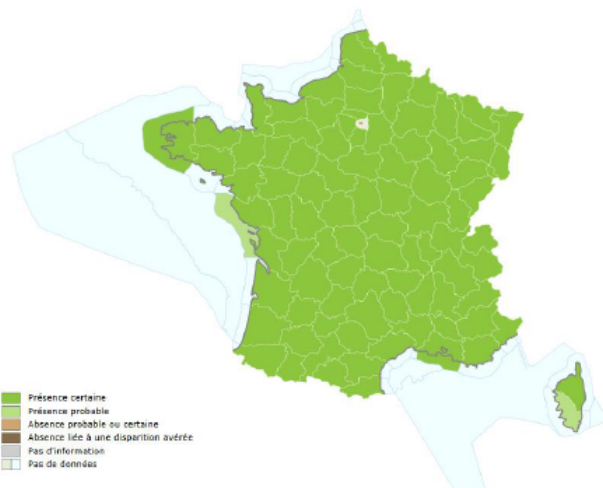 Présence certaine
Présence probable
Absence probable ou certaine
Absence liée à une disparition avérée
Pas d'information
Pas de données